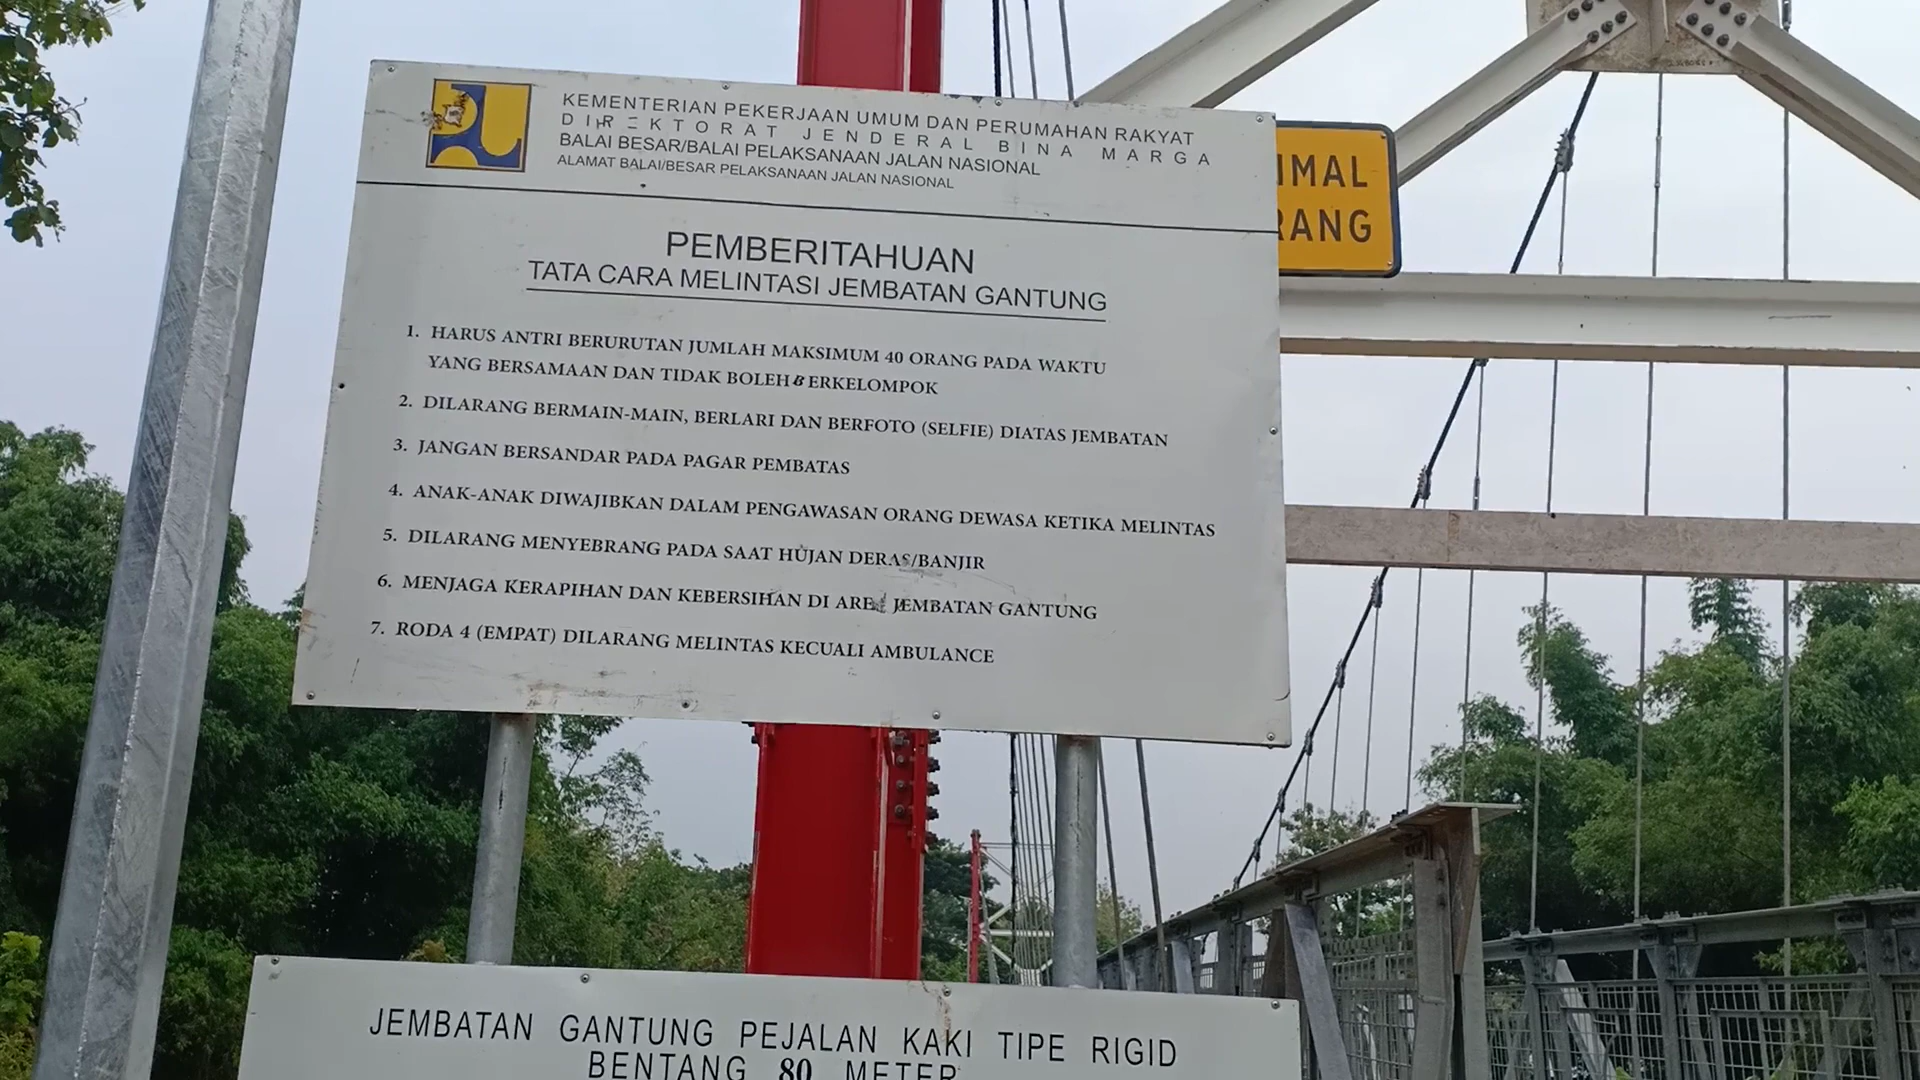 KEMENTERIAN PEKERJAAN UMUM DAN PERUMAHAN RAKYAT
DIREKTORAT JENDERAL BINA MARGA
BALAI BESAR/BALAI PELAKSANAAN JALAN NASIONAL
ALAMAT BALAI/BESAR PELAKSANAAN JALAN NASIONAL
PEMBERITAHUAN
TATA CARA MELINTASI JEMBATAN GANTUNG
1. HARUS ANTRI BERURUTAN JUMLAH MAKSIMUM 40 ORANG PADA WAKTU
YANG BERSAMAAN DAN TIDAK BOLEH BERKELOMPOK
2. DILARANG BERMAIN-MAIN, BERLARI DAN BERFOTO (SELFIE) DIATAS JEMBATAN
3. JANGAN BERSANDAR PADA PAGAR PEMBATAS
4. ANAK-ANAK DIWAJIBKAN DALAM PENGAWASAN ORANG DEWASA KETIKA MELINTAS
5. DILARANG MENYEBRANG PADA SAAT HUJAN DERAS/BANJIR
6. MENJAGA KERAPIHAN DAN KEBERSIHAN DI AREA JEMBATAN GANTUNG
7. RODA 4 (EMPAT) DILARANG MELINTAS KECUALI AMBULANCE
IMAL
RANG
JEMBATAN GANTUNG PEJALAN KAKI TIPE RIGID
BENTANG 80 METER